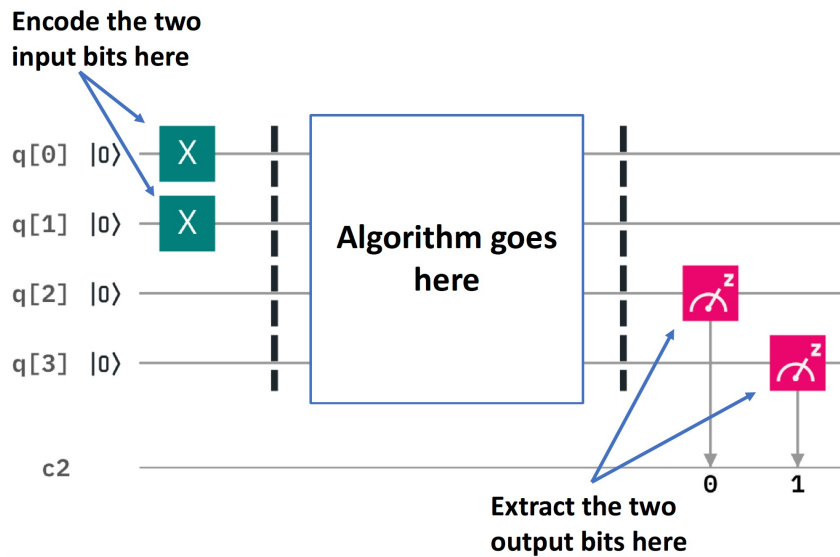 Encode the two
input bits here
q[0] |0⟩ X
q[1] |0⟩ X
Algorithm goes
here
q[2] |0⟩ z
q[3] |0⟩ z
c2
0 1
Extract the two
output bits here